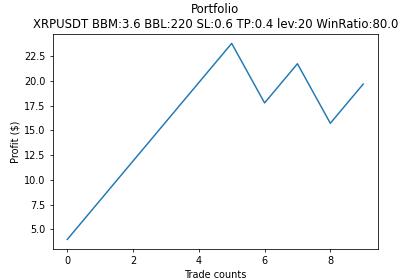 Portfolio
XRPUSDT BBM:3.6 BBL:220 SL:0.6 TP:0.4 lev:20 WinRatio:80.0
22.5
20.0
17.5
15.0
12.5
10.0
7.5
5.0
Profit ($)
0 2 4 6 8
Trade counts